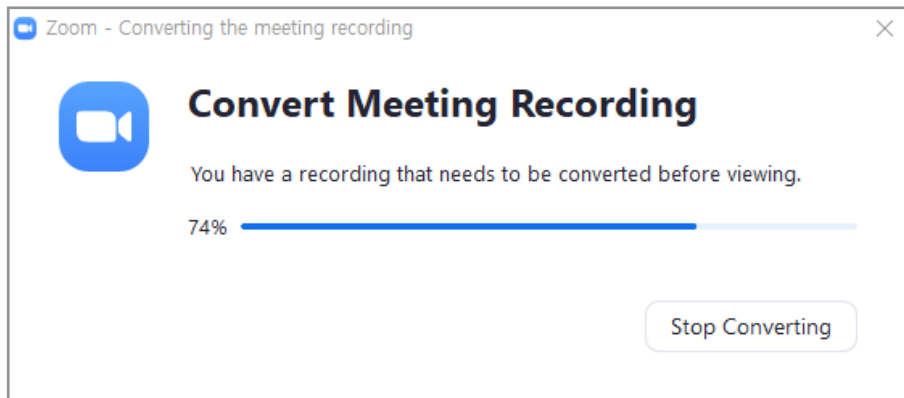 Zoom - Converting the meeting recording
Convert Meeting Recording
You have a recording that needs to be converted before viewing.
74%
Stop Converting